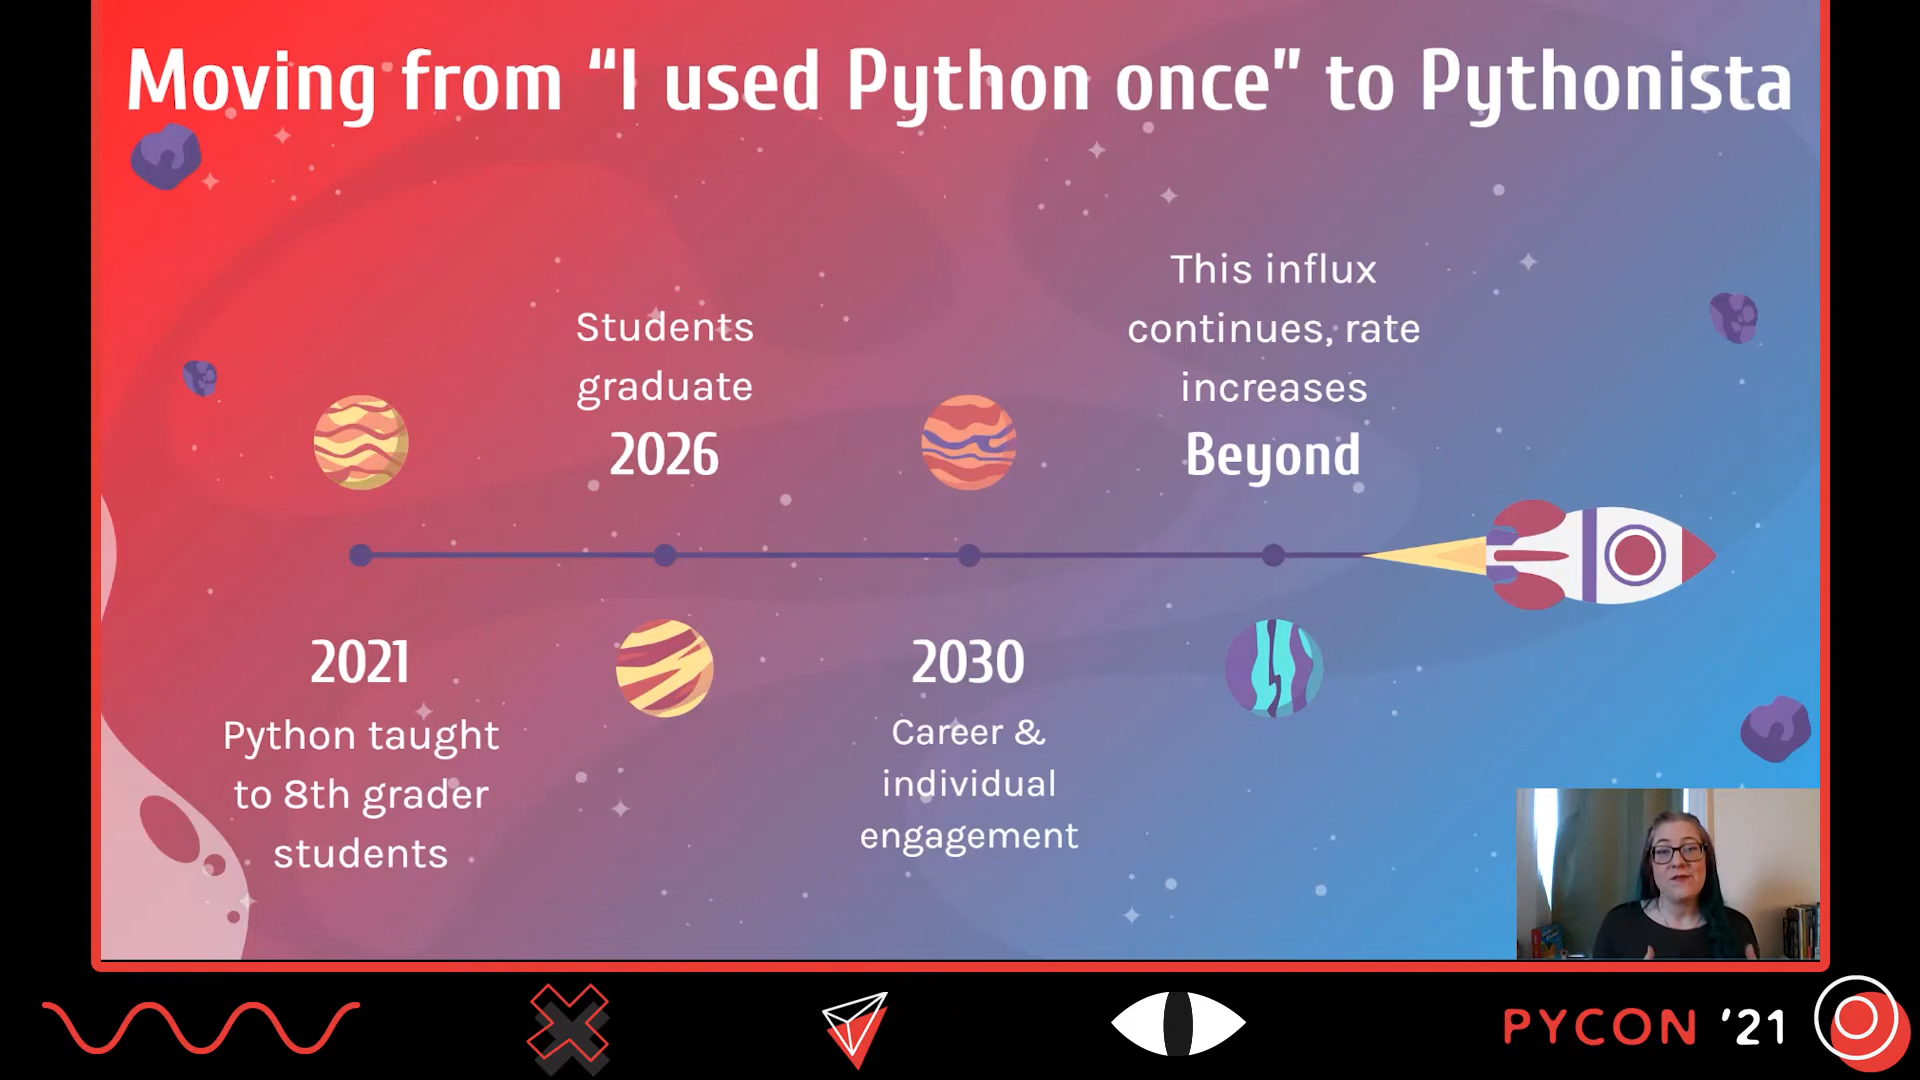 Moving from “I used Python once” to Pythonista
2021
Python taught
to 8th grader
students
Students
graduate
2026
2030
Career &
individual
engagement
This influx
continues, rate
increases
Beyond
PYCON '21